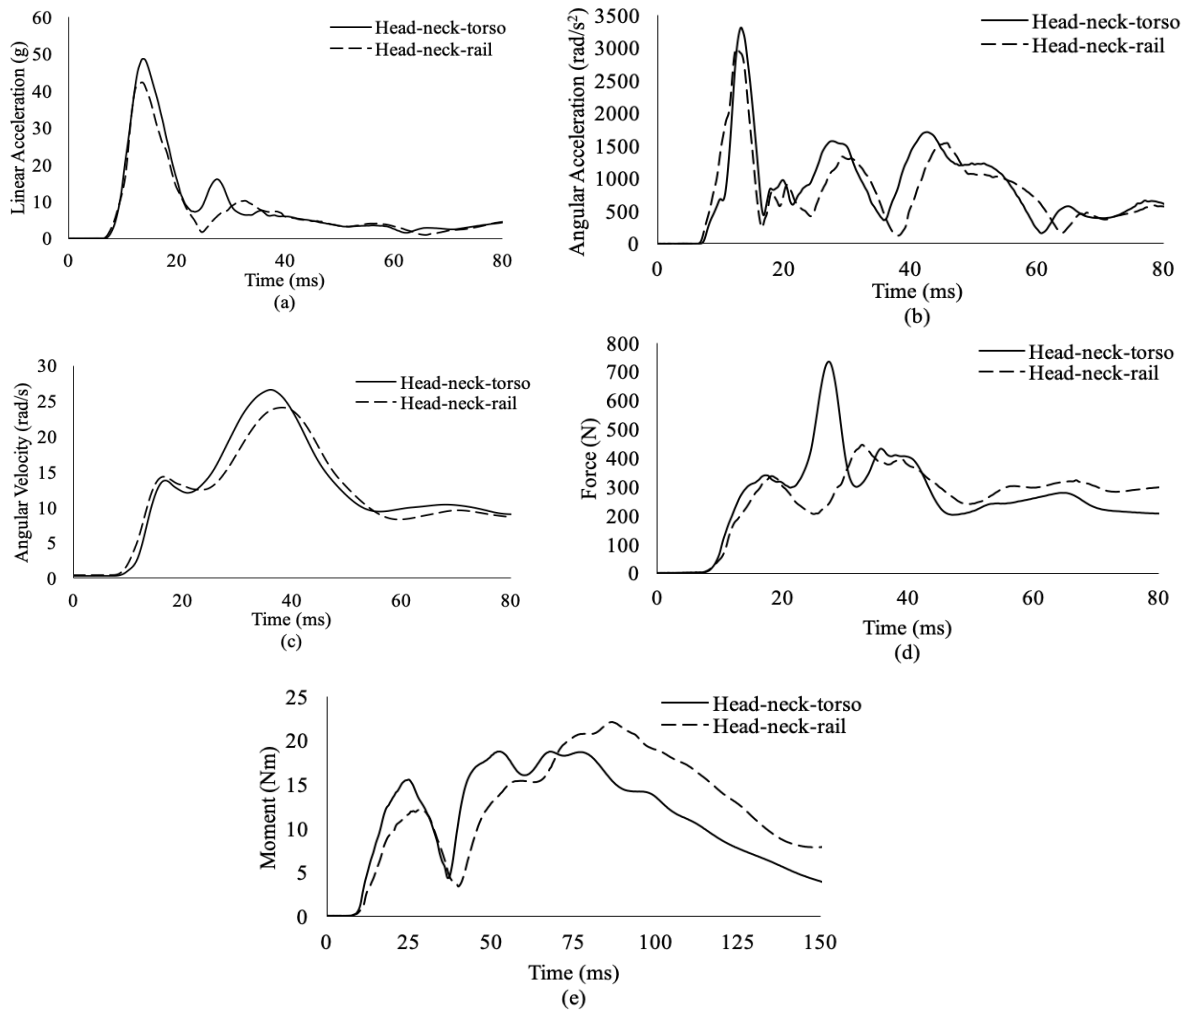 60
50
40
30
20
10
0
Linear Acceleration (g)
Head-neck-torso
Head-neck-rail
0 20 40 60 80
Time (ms)
(a)
3500
3000
2500
2000
1500
1000
500
0
Angular Acceleration (rad/s²)
Head-neck-torso
Head-neck-rail
0 20 40 60 80
Time (ms)
(b)
30
25
20
15
10
5
0
Angular Velocity (rad/s)
Head-neck-torso
Head-neck-rail
0 20 40 60 80
Time (ms)
(c)
800
700
600
500
400
300
200
100
0
Force (N)
Head-neck-torso
Head-neck-rail
0 20 40 60 80
Time (ms)
(d)
25
20
15
10
5
0
Moment (Nm)
Head-neck-torso
Head-neck-rail
0 25 50 75 100 125 150
Time (ms)
(e)